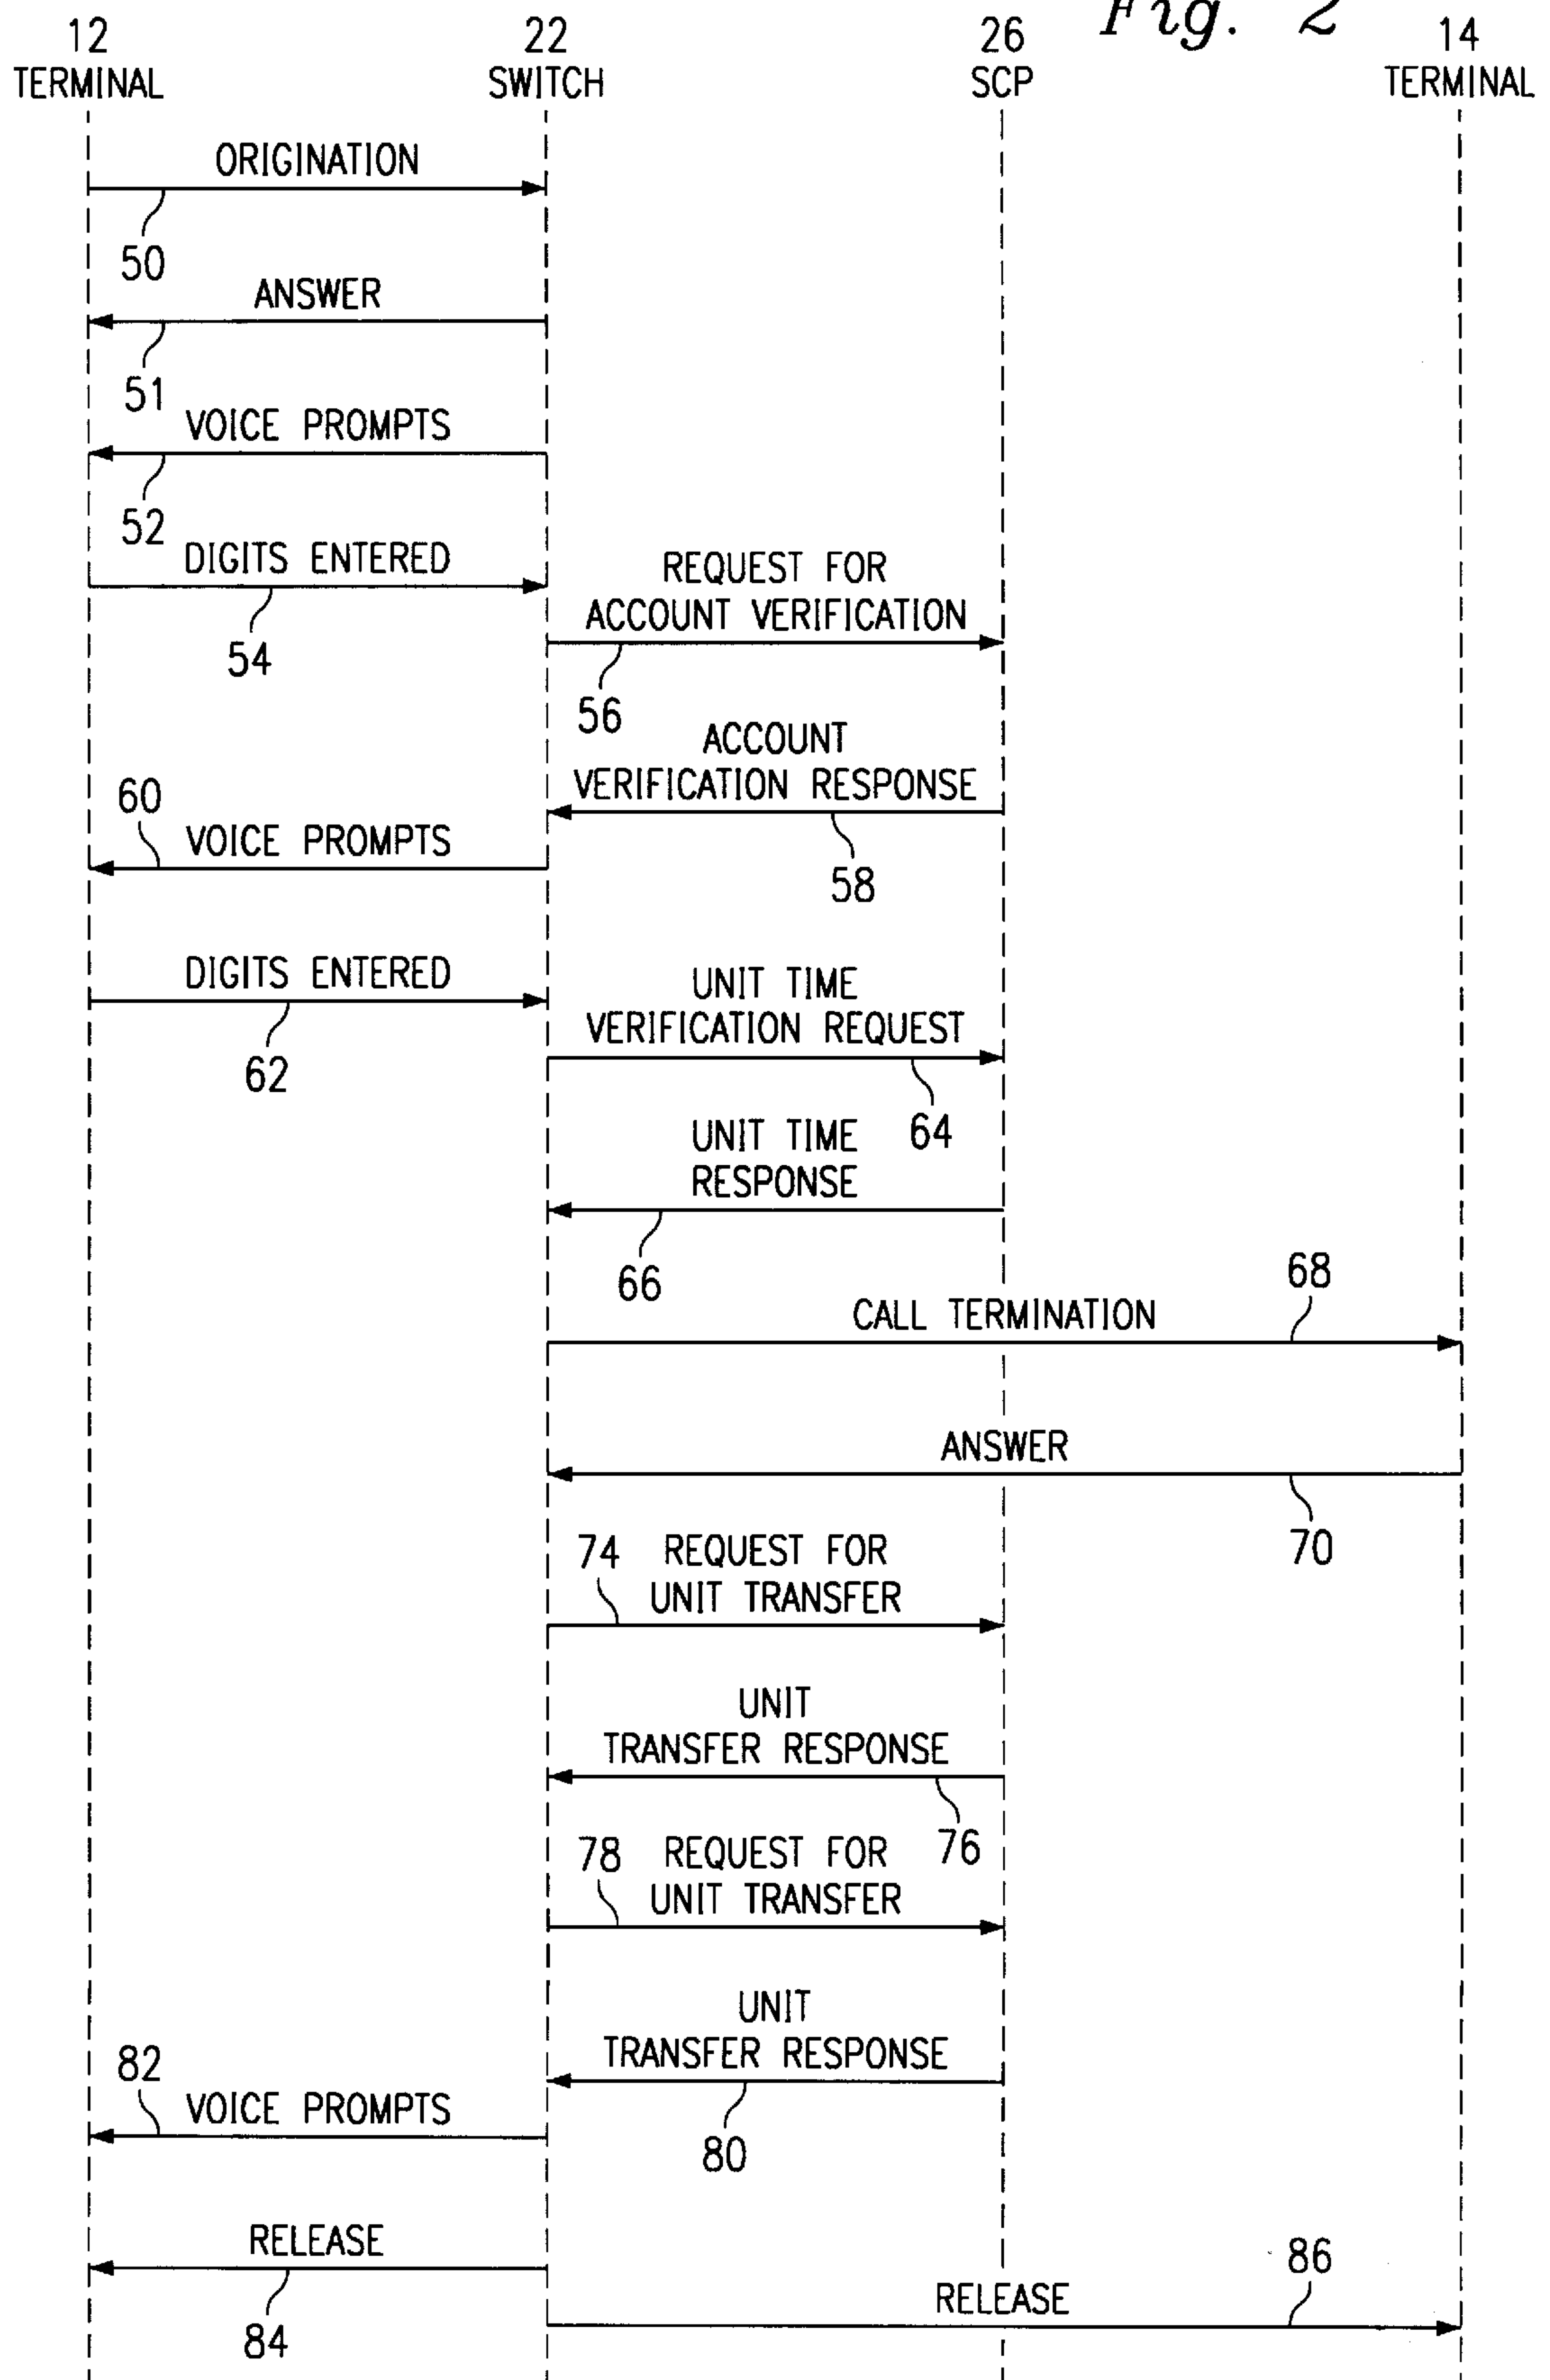 Fig. 2
12 22 26 14
TERMINAL SWITCH SCP TERMINAL
ORIGINATION
50
ANSWER
51
VOICE PROMPTS
52
DIGITS ENTERED
54
REQUEST FOR
ACCOUNT VERIFICATION
56
ACCOUNT
VERIFICATION RESPONSE
58
60
VOICE PROMPTS
DIGITS ENTERED
62
UNIT TIME
VERIFICATION REQUEST
64
UNIT TIME
RESPONSE
66
68
CALL TERMINATION
ANSWER
70
74 REQUEST FOR
UNIT TRANSFER
UNIT
TRANSFER RESPONSE
76
78 REQUEST FOR
UNIT TRANSFER
UNIT
TRANSFER RESPONSE
80
82
VOICE PROMPTS
RELEASE
84
86
RELEASE